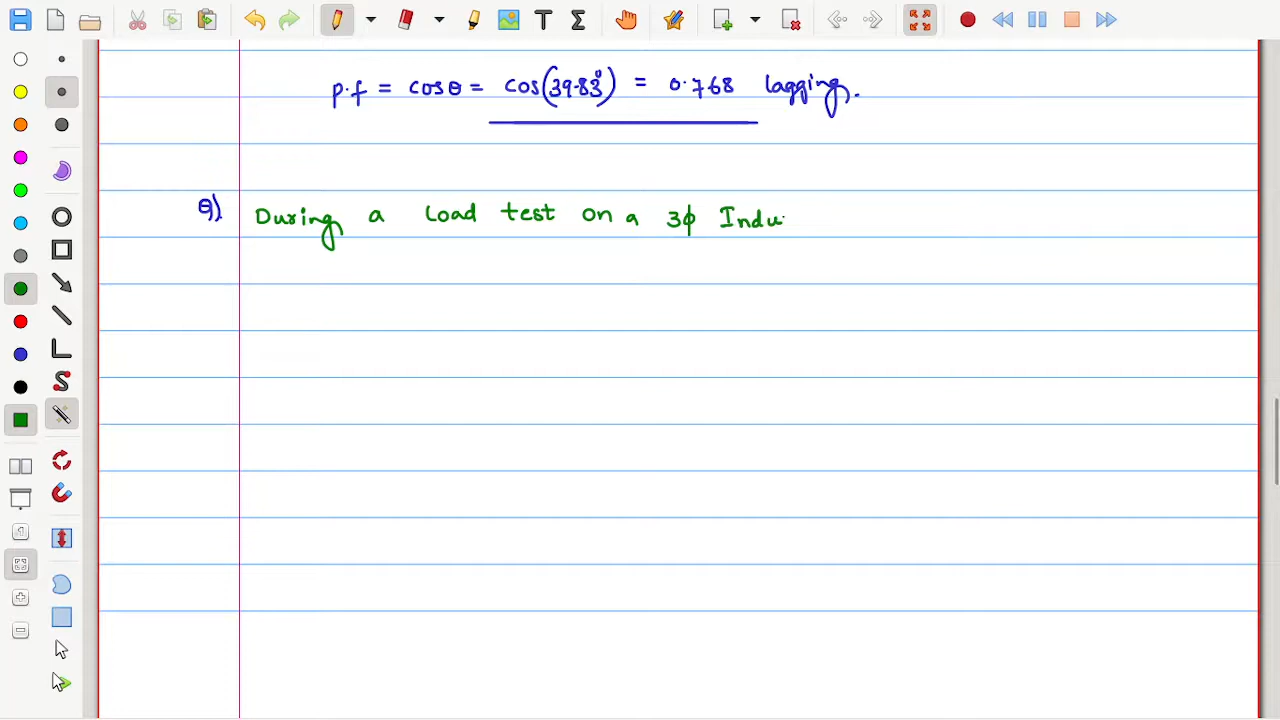 p.f = cosθ = cos(39.83°) = 0.768 lagging.
Q) During a Load test on a 3ϕ Indu